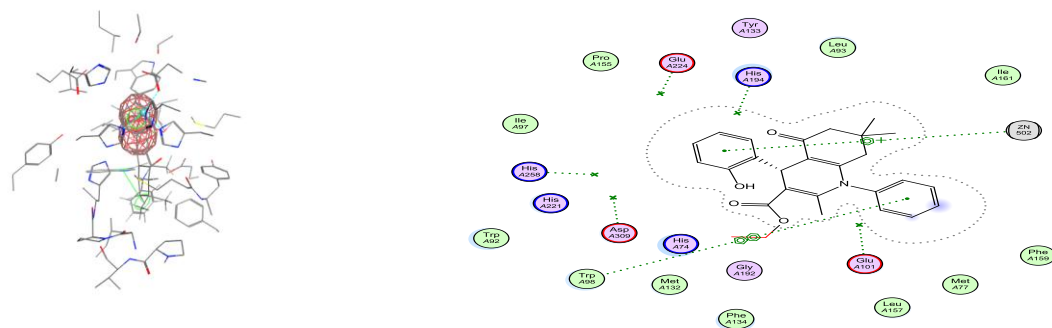 Tyr
A133
Leu
A93
Pro
A155
Glu
A224
His
A194
Ile
A161
Ile
A97
ZN
502
O
OH
His
A258
His
A221
N
O
O
Asp
A309
Trp
A92
His
A74
Trp
A98
Gly
A192
Glu
A101
Phe
A159
Met
A132
Met
A77
Leu
A157
Phe
A134